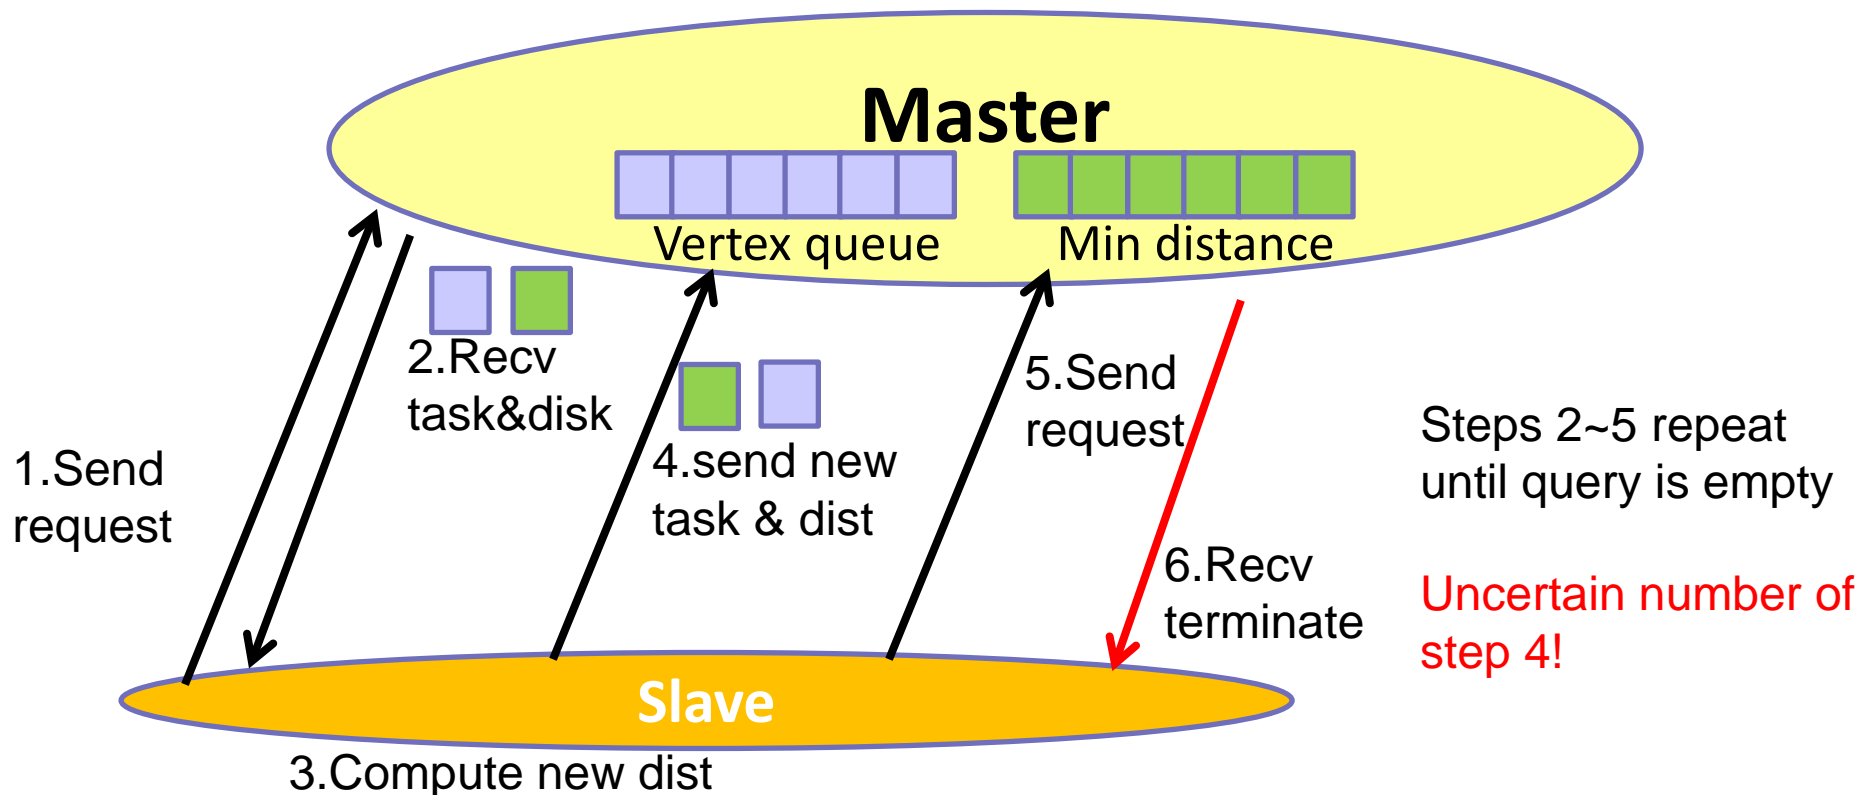 Master
Vertex queue
Min distance
1.Send
request
2.Recv
task&disk
4.send new
task & dist
5.Send
request
6.Recv
terminate
Steps 2~5 repeat
until query is empty
Uncertain number of
step 4!
Slave
3.Compute new dist